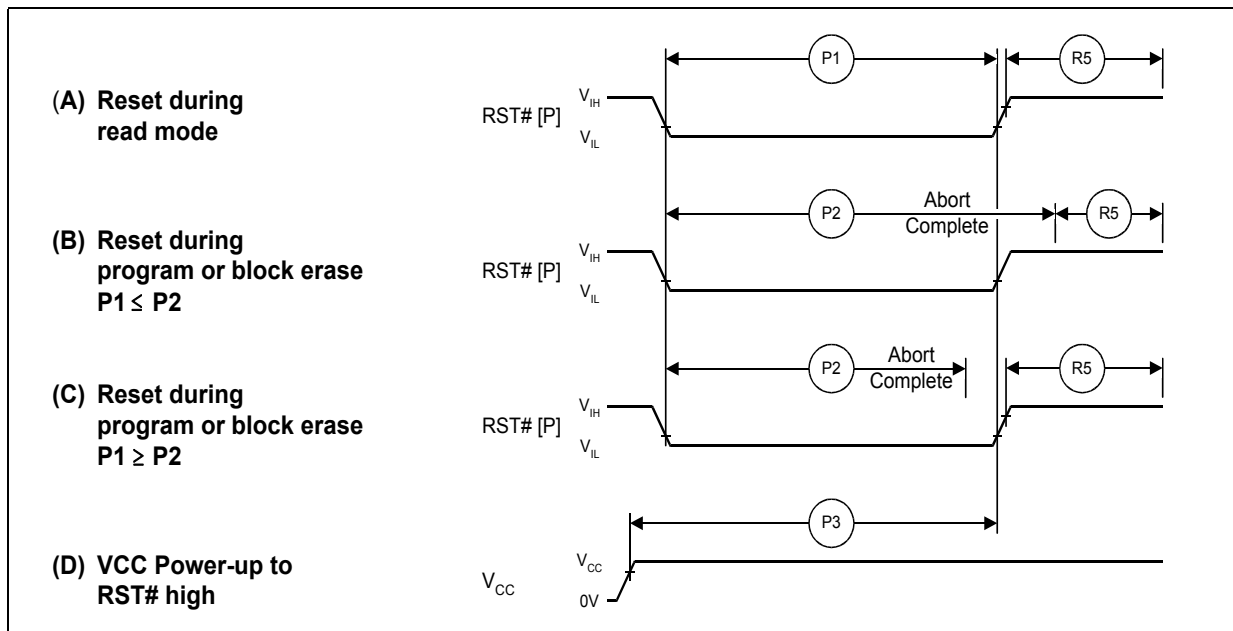 P1
R5
(A) Reset during
read mode
RST# [P]
VIH
VIL
P2
Abort
Complete
R5
(B) Reset during
program or block erase
P1 ≤ P2
RST# [P]
VIH
VIL
P2
Abort
Complete
R5
(C) Reset during
program or block erase
P1 ≥ P2
RST# [P]
VIH
VIL
P3
(D) VCC Power-up to
RST# high
VCC
VCC
0V